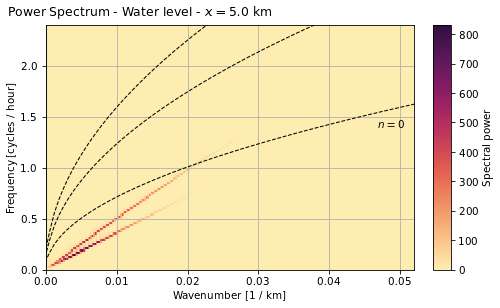 Power Spectrum - Water level - x = 5.0 km
Frequency [cycles / hour]
2.0
1.5
1.0
0.5
0.0
n = 0
0.00 0.01 0.02 0.03 0.04 0.05
Wavenumber [1 / km]
800
700
600
500
400
300
200
100
0
Spectral power